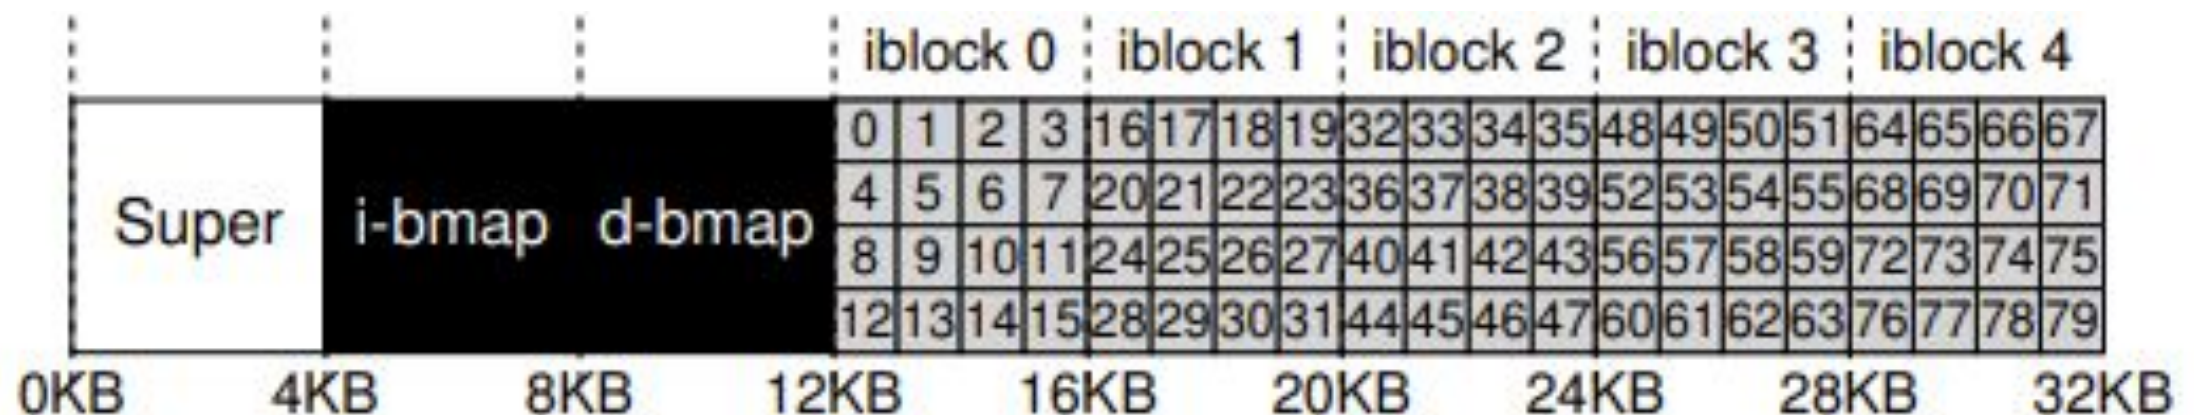 iblock 0 iblock 1 iblock 2 iblock 3 iblock 4
0 1 2 3 16 17 18 19 32 33 34 35 48 49 50 51 64 65 66 67
4 5 6 7 20 21 22 23 36 37 38 39 52 53 54 55 68 69 70 71
Super i-bmap d-bmap
8 9 10 11 24 25 26 27 40 41 42 43 56 57 58 59 72 73 74 75
12 13 14 15 28 29 30 31 44 45 46 47 60 61 62 63 76 77 78 79
0KB 4KB 8KB 12KB 16KB 20KB 24KB 28KB 32KB